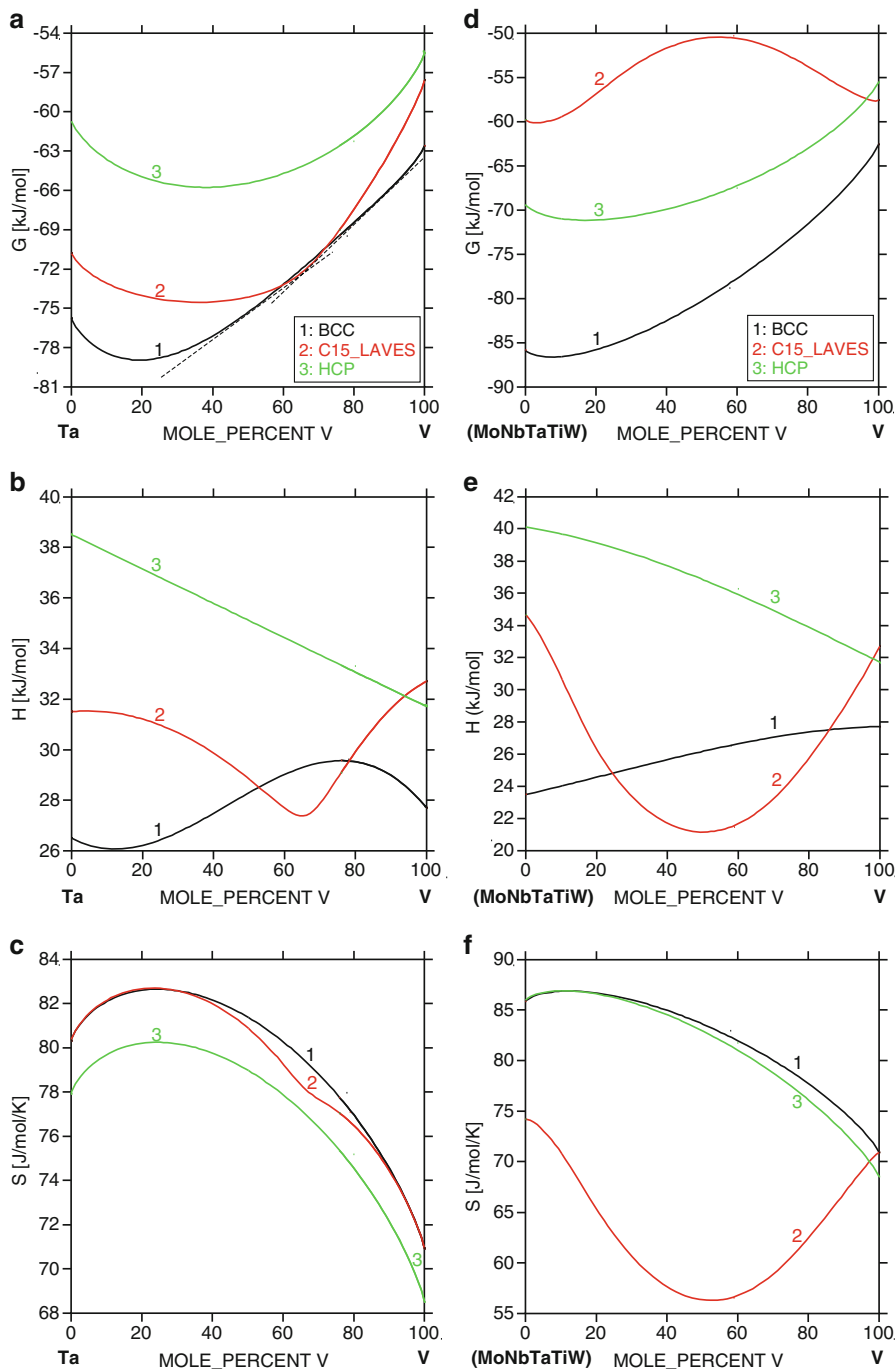 a
-54
-57
-60
-63
-66
-69
-72
-75
-78
-81
G [kJ/mol]
3
2
1
1: BCC
2: C15_LAVES
3: HCP
0 20 40 60 80 100
Ta MOLE_PERCENT V V
d
-50
-55
-60
-65
-70
-75
-80
-85
-90
G [kJ/mol]
2
3
1
1: BCC
2: C15_LAVES
3: HCP
0 20 40 60 80 100
(MoNbTaTiW) MOLE_PERCENT V V
b
40
38
36
34
32
30
28
26
H [kJ/mol]
3
2
1
0 20 40 60 80 100
Ta MOLE_PERCENT V V
e
42
40
38
36
34
32
30
28
26
24
22
20
H (kJ/mol]
3
1
2
0 20 40 60 80 100
(MoNbTaTiW) MOLE_PERCENT V V
c
84
82
80
78
76
74
72
70
68
S [J/mol/K]
3
1
2
3
0 20 40 60 80 100
Ta MOLE_PERCENT V V
f
90
85
80
75
70
65
60
55
S [J/mol/K]
1
3
2
0 20 40 60 80 100
(MoNbTaTiW) MOLE_PERCENT V V